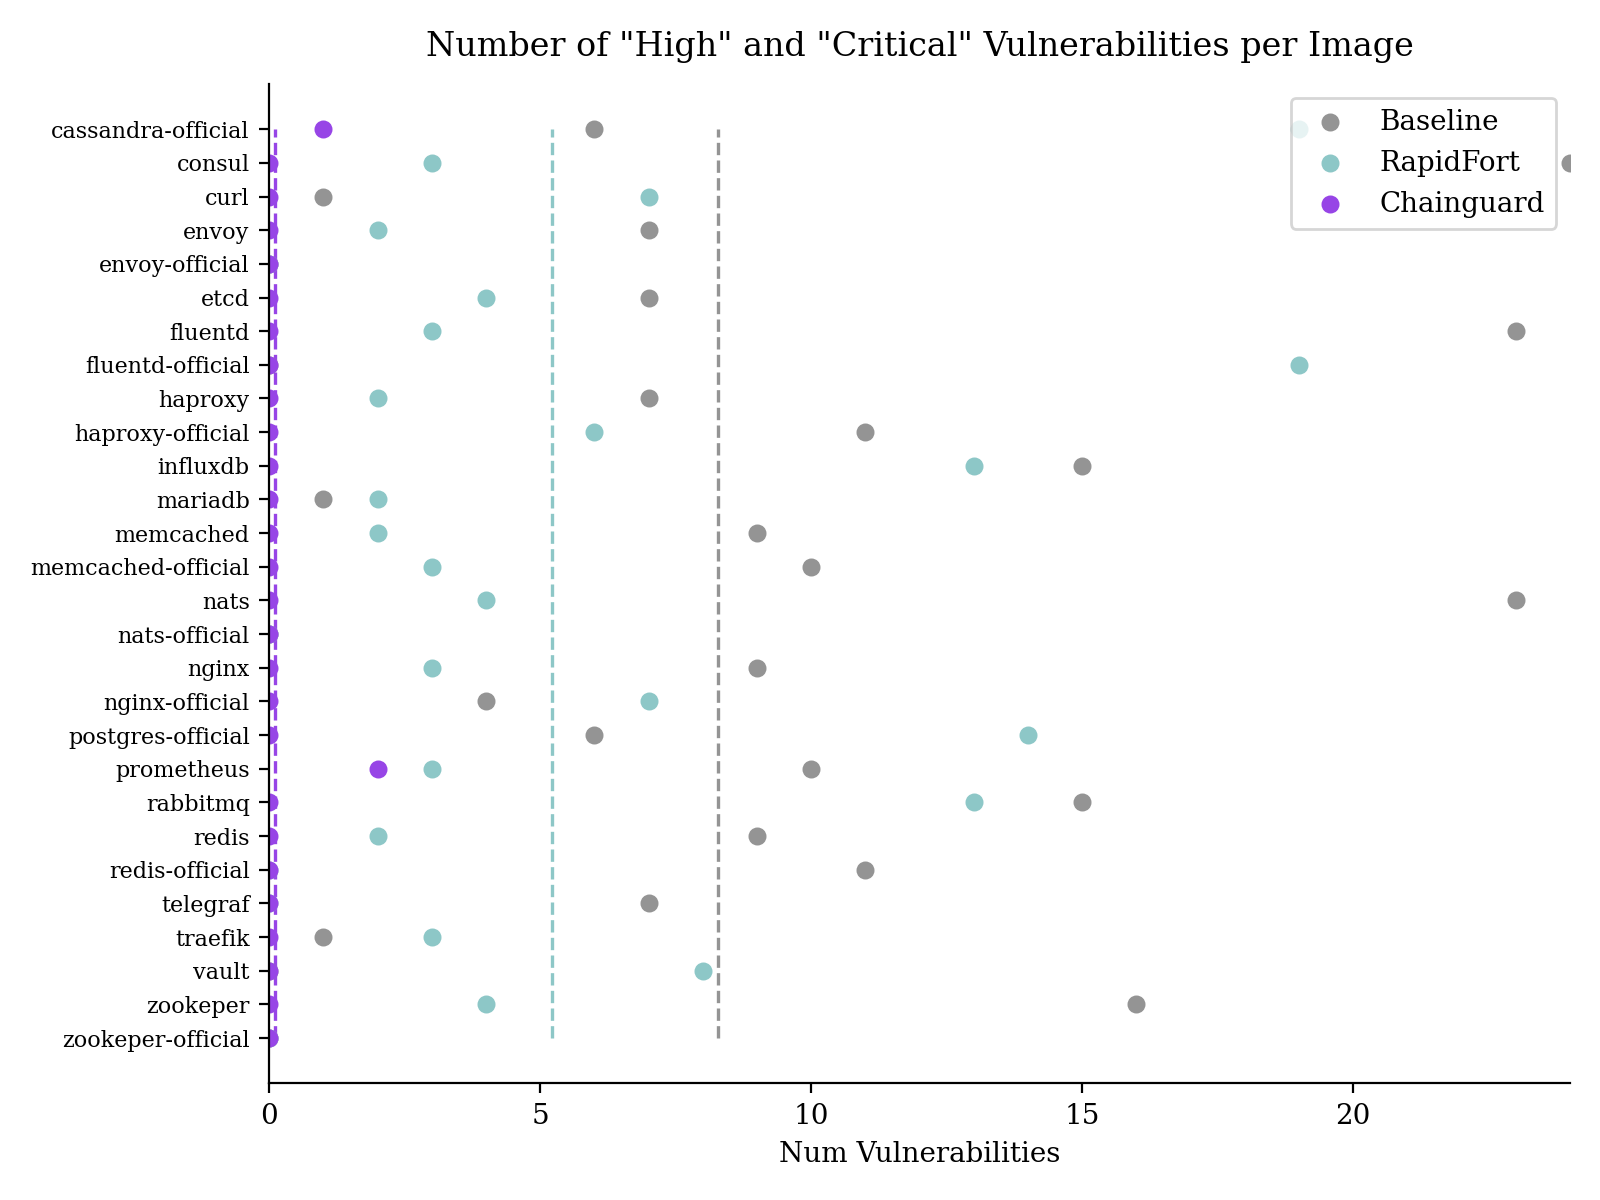 Number of "High" and "Critical" Vulnerabilities per Image
Baseline
RapidFort
Chainguard
cassandra-official
consul
curl
envoy
envoy-official
etcd
fluentd
fluentd-official
haproxy
haproxy-official
influxdb
mariadb
memcached
memcached-official
nats
nats-official
nginx
nginx-official
postgres-official
prometheus
rabbitmq
redis
redis-official
telegraf
traefik
vault
zookeper
zookeper-official
0 5 10 15 20
Num Vulnerabilities